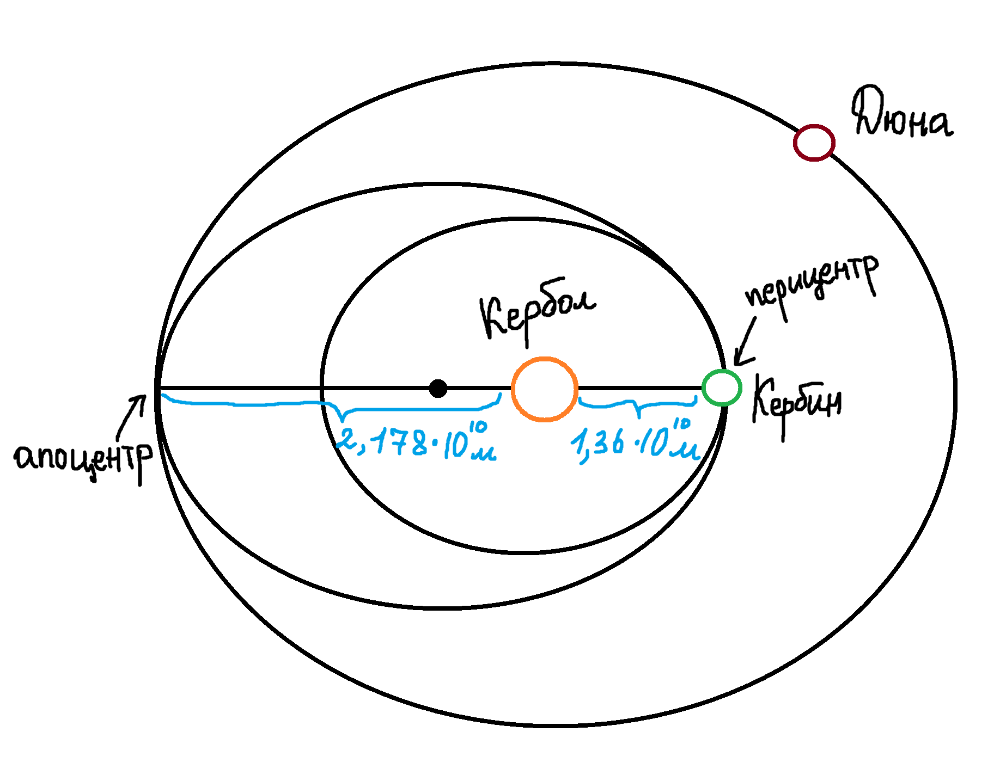 Дюна
перицентр
Кербол
Кербин
2,178·10¹⁰м
1,36·10¹⁰м
апоцентр